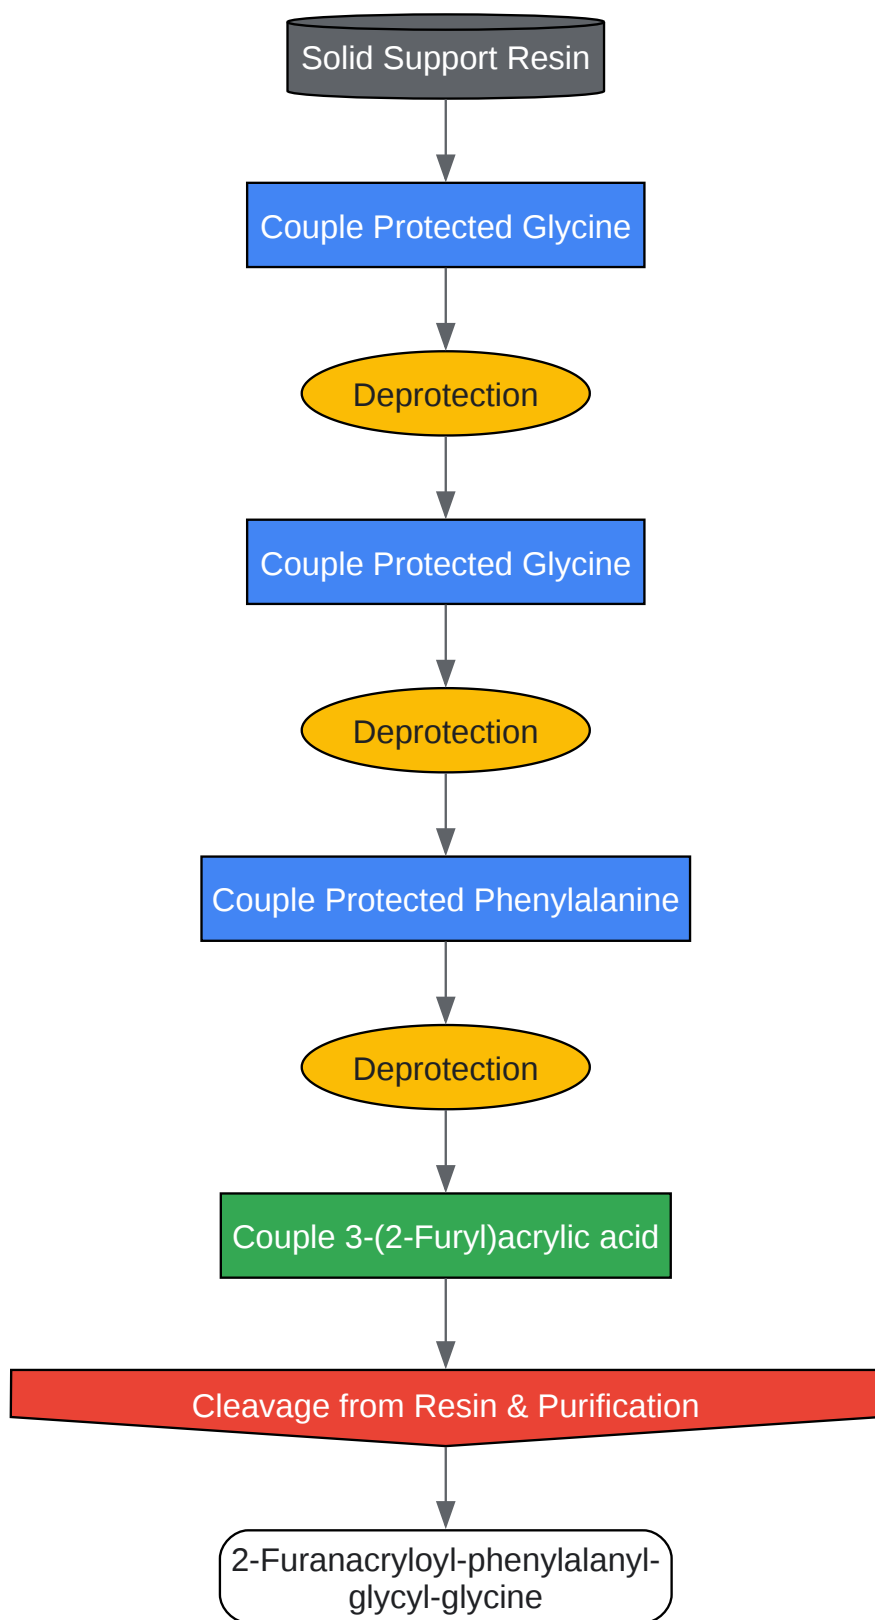 Solid Support Resin
Couple Protected Glycine
Deprotection
Couple Protected Glycine
Deprotection
Couple Protected Phenylalanine
Deprotection
Couple 3-(2-Furyl)acrylic acid
Cleavage from Resin & Purification
2-Furanacryloyl-phenylalanyl-
glycyl-glycine